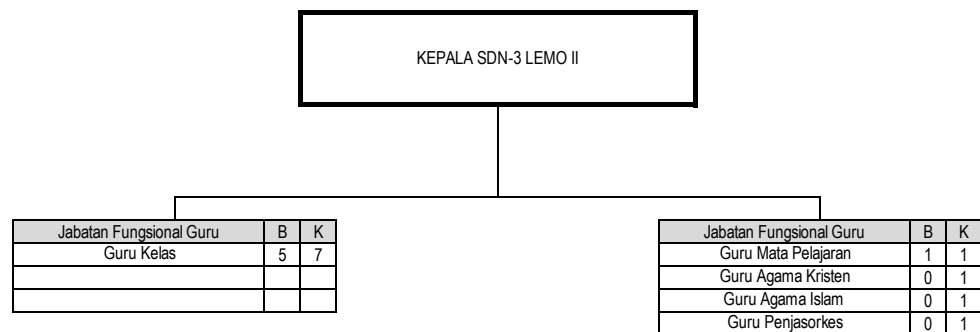 KEPALA SDN-3 LEMO II
Jabatan Fungsional Guru B K
Guru Kelas 5 7
Jabatan Fungsional Guru B K
Guru Mata Pelajaran 1 1
Guru Agama Kristen 0 1
Guru Agama Islam 0 1
Guru Penjasorkes 0 1